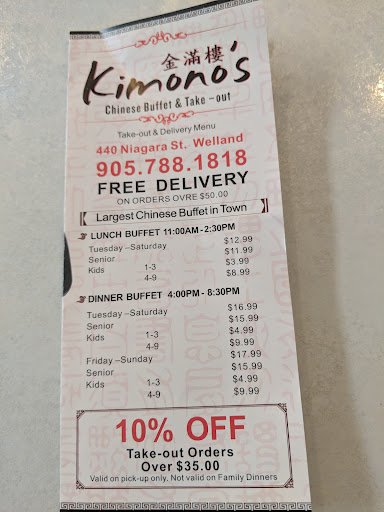 金滿樓
Kimono's
Chinese Buffet & Take-out
Take-out & Delivery Menu
440 Niagara St, Welland
905.788.1818
FREE DELIVERY
ON ORDERS OVRE $50.00
Largest Chinese Buffet in Town
LUNCH BUFFET 11:00AM-2:30PM
Tuesday–Saturday $12.99
Senior $11.99
Kids 1-3 $3.99
4-9 $8.99
DINNER BUFFET 4:00PM - 8:30PM
Tuesday –Saturday $16.99
Senior $15.99
Kids 1-3 $4.99
4-9 $9.99
Friday –Sunday $17.99
Senior $15.99
Kids 1-3 $4.99
4-9 $9.99
10% OFF
Take-out Orders
Over $35.00
Valid on pick-up only, Not valid on Family Dinners